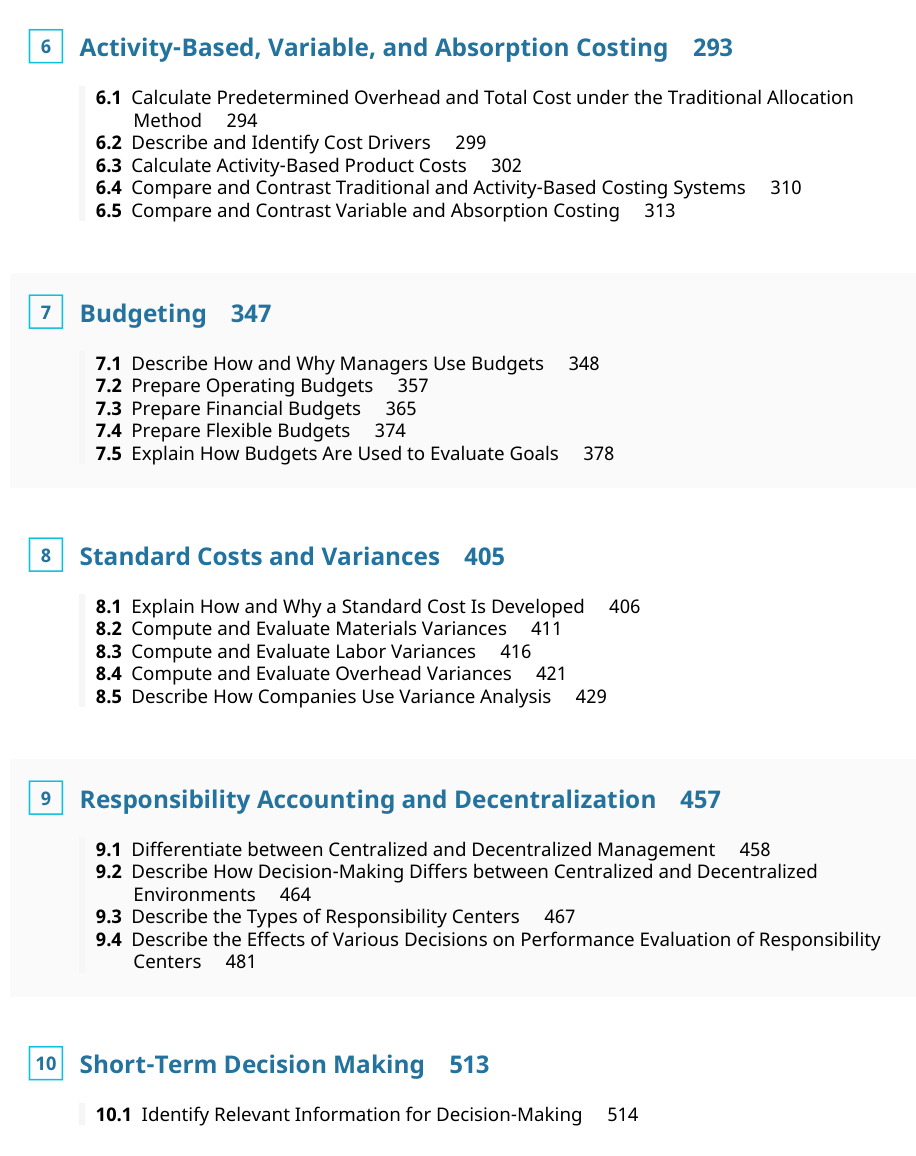 6 Activity-Based, Variable, and Absorption Costing 293
6.1 Calculate Predetermined Overhead and Total Cost under the Traditional Allocation
Method 294
6.2 Describe and Identify Cost Drivers 299
6.3 Calculate Activity-Based Product Costs 302
6.4 Compare and Contrast Traditional and Activity-Based Costing Systems 310
6.5 Compare and Contrast Variable and Absorption Costing 313
7 Budgeting 347
7.1 Describe How and Why Managers Use Budgets 348
7.2 Prepare Operating Budgets 357
7.3 Prepare Financial Budgets 365
7.4 Prepare Flexible Budgets 374
7.5 Explain How Budgets Are Used to Evaluate Goals 378
8 Standard Costs and Variances 405
8.1 Explain How and Why a Standard Cost Is Developed 406
8.2 Compute and Evaluate Materials Variances 411
8.3 Compute and Evaluate Labor Variances 416
8.4 Compute and Evaluate Overhead Variances 421
8.5 Describe How Companies Use Variance Analysis 429
9 Responsibility Accounting and Decentralization 457
9.1 Differentiate between Centralized and Decentralized Management 458
9.2 Describe How Decision-Making Differs between Centralized and Decentralized
Environments 464
9.3 Describe the Types of Responsibility Centers 467
9.4 Describe the Effects of Various Decisions on Performance Evaluation of Responsibility
Centers 481
10 Short-Term Decision Making 513
10.1 Identify Relevant Information for Decision-Making 514